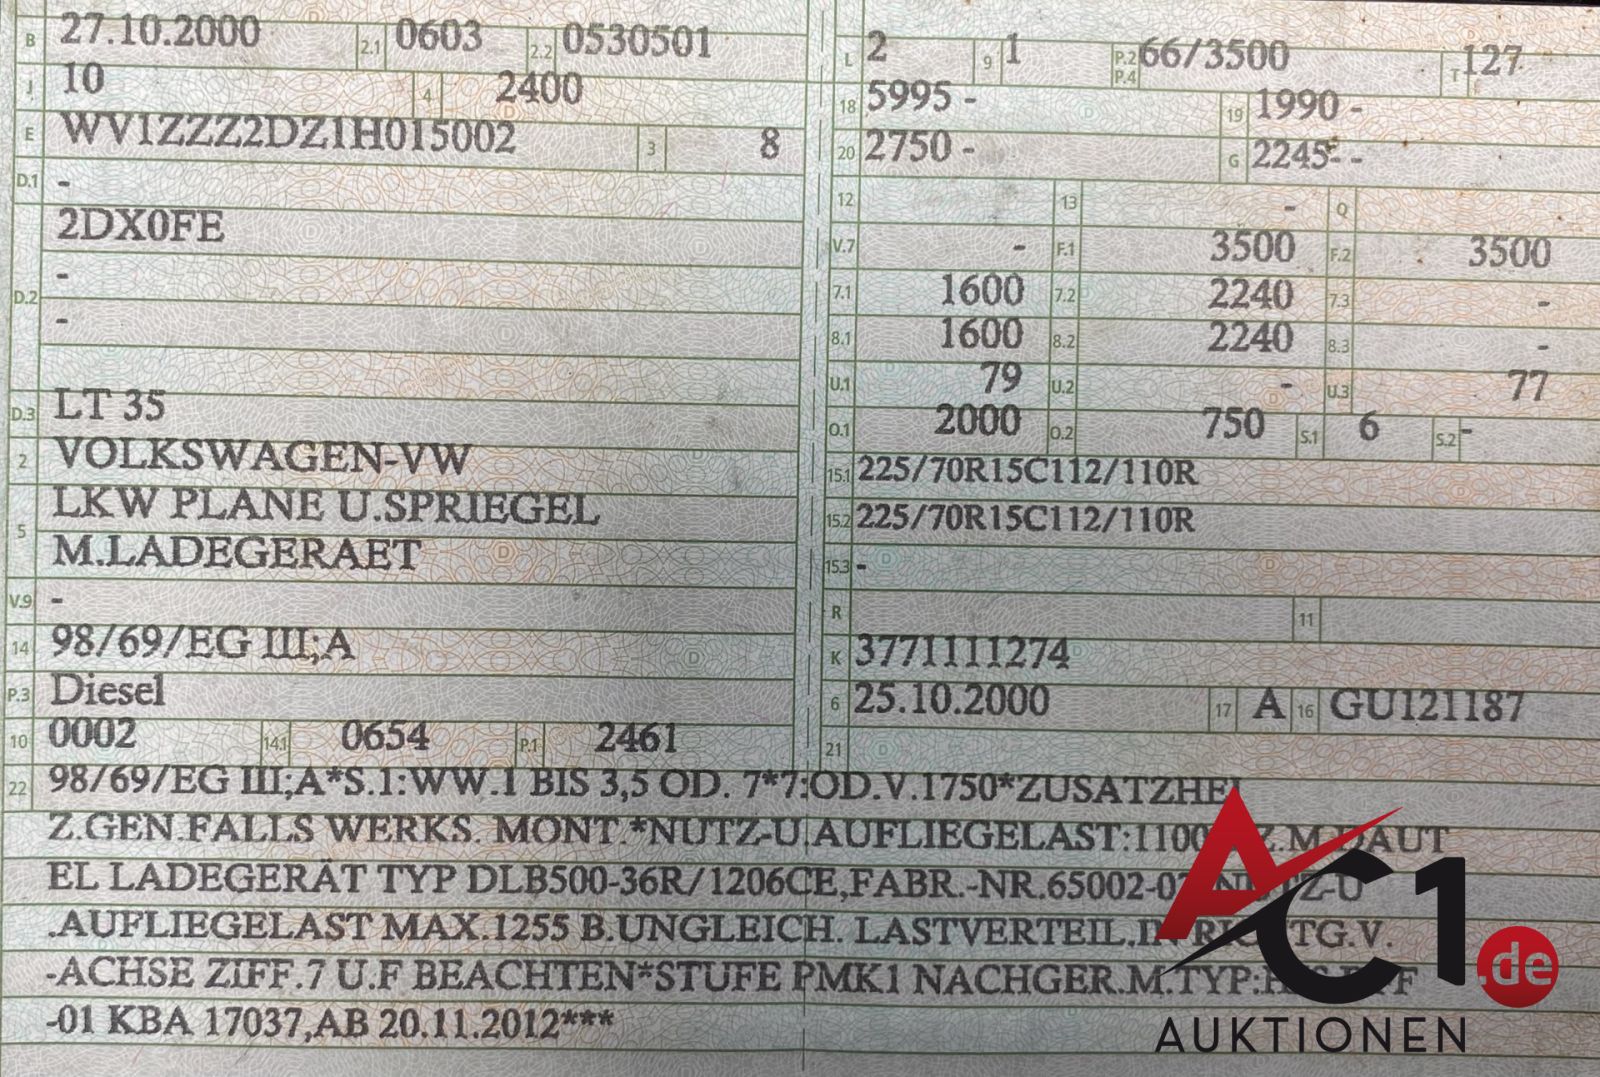 B 27.10.2000 2.1 0603 2.2 0530501
J 10 4 2400
E WV1ZZZ2DZ1H015002 3 8
D.1 -
2DX0FE
D.2 -
-
D.3 LT 35
2 VOLKSWAGEN-VW
5 LKW PLANE U.SPRIEGEL
M.LADEGERAET
V.9 -
14 98/69/EG III;A
P.3 Diesel
10 0002 14.1 0654 P.1 2461
L 2 9 1 P.2 P.4 66/3500 T 127
18 5995 - 19 1990 -
20 2750 - G 2245- -
12 13 - Q
V.7 - F.1 3500 F.2 3500
7.1 1600 7.2 2240 7.3 -
8.1 1600 8.2 2240 8.3 -
U.1 79 U.2 - U.3 77
O.1 2000 O.2 750 S.1 6 S.2 -
15.1 225/70R15C112/110R
15.2 225/70R15C112/110R
15.3 -
R 11
K 3771111274
6 25.10.2000 17 A 16 GU121187
21
22 98/69/EG III;A*S.1:WW.1 BIS 3,5 OD. 7*7:OD.V.1750*ZUSATZHEI
Z.GEN.FALLS WERKS. MONT.*NUTZ-U.AUFLIEGELAST:1100 Z.M.DAUT
EL LADEGERÄT TYP DLB500-36R/1206CE,FABR.-NR.65002-0 NUTZ-U
.AUFLIEGELAST MAX.1255 B.UNGLEICH. LASTVERTEIL.IN RICHTG.V.
-ACHSE ZIFF.7 U.F BEACHTEN*STUFE PMK1 NACHGER.M.TYP:
-01 KBA 17037,AB 20.11.2012***
AC1.de
AUKTIONEN